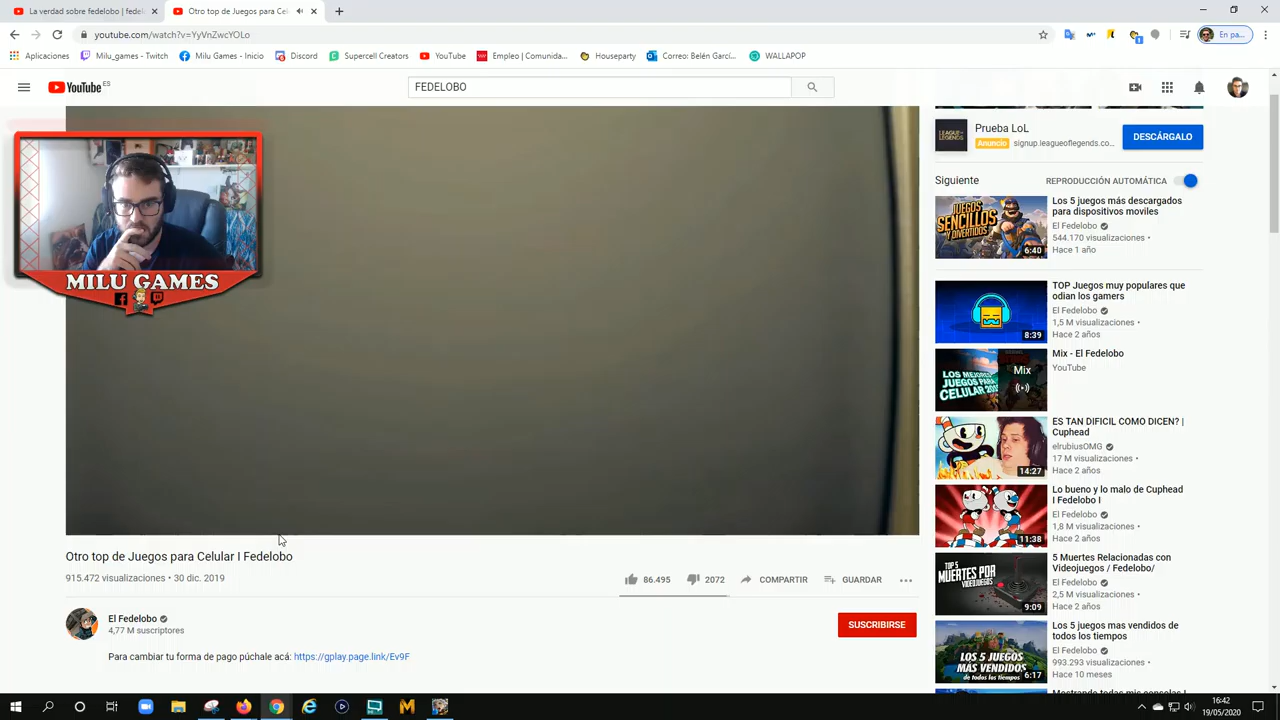 La verdad sobre fedelobo | fedel
Otro top de Juegos para Cel
youtube.com/watch?v=YyVnZwcYOLo
En pa...
Aplicaciones
Milu_games - Twitch
Milu Games - Inicio
Discord
Supercell Creators
YouTube
Empleo | Comunida...
Houseparty
Correo: Belén Garcí...
WALLAPOP
YouTube ES
FEDELOBO
MILU GAMES
Prueba LoL
Anuncio signup.leagueoflegends.co...
DESCÁRGALO
LEAGUE of LEGENDS
Siguiente
REPRODUCCIÓN AUTOMÁTICA
JUEGOS
SENCILLOS
Y DIVERTIDOS
6:40
Los 5 juegos más descargados
para dispositivos moviles
El Fedelobo
544.170 visualizaciones •
Hace 1 año
8:39
TOP Juegos muy populares que
odian los gamers
El Fedelobo
1,5 M visualizaciones •
Hace 2 años
LOS MEJORES
JUEGOS PARA
CELULAR 201
Mix
Mix - El Fedelobo
YouTube
14:27
ES TAN DIFICIL COMO DICEN? |
Cuphead
elrubiusOMG
17 M visualizaciones •
Hace 2 años
11:38
Lo bueno y lo malo de Cuphead
I Fedelobo I
El Fedelobo
1,8 M visualizaciones •
Hace 2 años
TOP 5
MUERTES POR
VIDEOJUEGOS
9:09
5 Muertes Relacionadas con
Videojuegos / Fedelobo/
El Fedelobo
2,5 M visualizaciones •
Hace 2 años
LOS 5 JUEGOS
MÁS VENDIDOS
de todos los tiempos
6:17
Los 5 juegos mas vendidos de
todos los tiempos
El Fedelobo
993.293 visualizaciones •
Hace 10 meses
Mostrando todas mis consolas I
Otro top de Juegos para Celular I Fedelobo
915.472 visualizaciones • 30 dic. 2019
86.495
2072
COMPARTIR
GUARDAR
El Fedelobo
4,77 M suscriptores
SUSCRIBIRSE
Para cambiar tu forma de pago púchale acá: https://gplay.page.link/Ev9F
16:42
19/05/2020